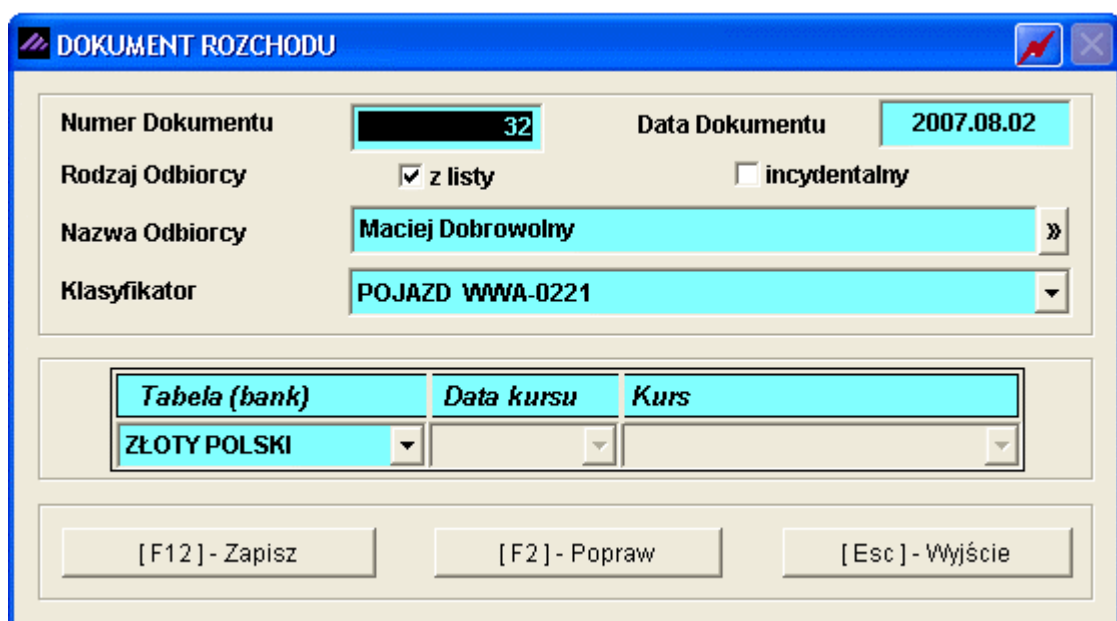 DOKUMENT ROZCHODU
Numer Dokumentu 32 Data Dokumentu 2007.08.02
Rodzaj Odbiorcy z listy incydentalny
Nazwa Odbiorcy Maciej Dobrowolny »
Klasyfikator POJAZD WWA-0221
Tabela (bank) Data kursu Kurs
ZŁOTY POLSKI
[ F12 ] - Zapisz [ F2 ] - Popraw [ Esc ] - Wyjście